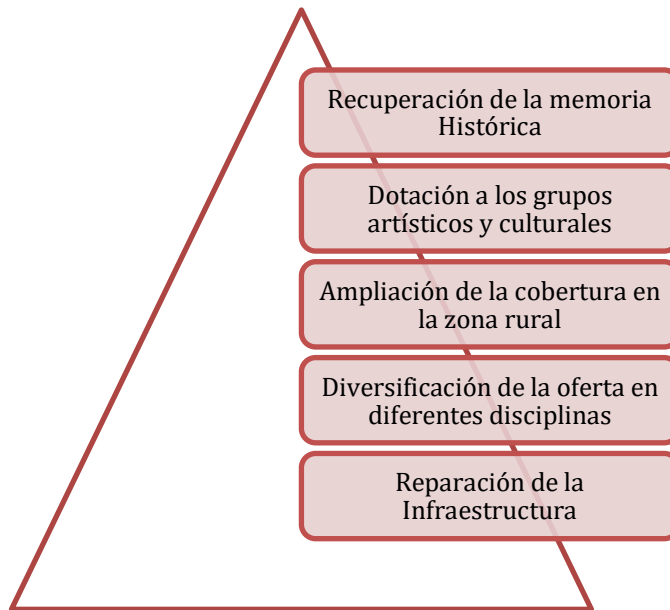 Recuperación de la memoria
Histórica
Dotación a los grupos
artísticos y culturales
Ampliación de la cobertura en
la zona rural
Diversificación de la oferta en
diferentes disciplinas
Reparación de la
Infraestructura